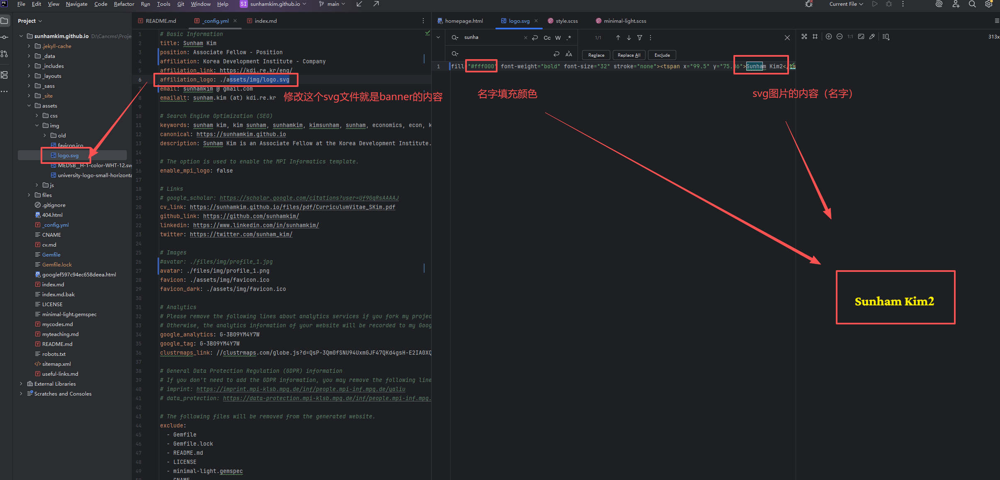 PS File Edit View Navigate Code Refactor Run Tools Git Window Help SI sunhamkim.github.io main Current File
Project
sunhamkim.github.io D:\Cancms\Proje
.jekyll-cache
_data
_includes
_layouts
_sass
_site
assets
css
img
old
favicon.ico
logo.svg
MEDSB__H-1-color-WHT-12.svg
university-logo-small-horizonta
js
files
.gitignore
404.html
_config.yml
CNAME
cv.md
Gemfile
Gemfile.lock
googlef597c94ec658deea.html
index.md
index.md.bak
LICENSE
minimal-light.gemspec
mycodes.md
myteaching.md
README.md
robots.txt
sitemap.xml
useful-links.md
External Libraries
Scratches and Consoles
README.md _config.yml index.md
1 # Basic Information
2 title: Sunham Kim
3 position: Associate Fellow - Position
4 affiliation: Korea Development Institute - Company
5 affiliation_link: https://kdi.re.kr/eng/
6 affiliation_logo: ./assets/img/logo.svg
7 email: sunhamkim @ gmail.com
8 emailalt: sunham.kim (at) kdi.re.kr
修改这个svg文件就是banner的内容
9
10 # Search Engine Optimization (SEO)
11 keywords: sunham kim, kim sunham, sunhamkim, kimsunham, sunham, economics, econ, k
12 canonical: https://sunhamkim.github.io
13 description: Sunham Kim is an Associate Fellow at the Korea Development Institute.
14
15 # The option is used to enable the MPI Informatics template.
16 enable_mpi_logo: false
17
18 # Links
19 # google_scholar: https://scholar.google.com/citations?user=Uf9GqRsAAAAJ
20 cv_link: https://sunhamkim.github.io/files/pdf/CurriculumVitae_SKim.pdf
21 github_link: https://github.com/sunhamkim/
22 linkedin: https://www.linkedin.com/in/sunhamkim/
23 twitter: https://twitter.com/sunham_kim/
24
25 # Images
26 #avatar: ./files/img/profile_1.jpg
27 avatar: ./files/img/profile_1.png
28 favicon: ./assets/img/favicon.ico
29 favicon_dark: ./assets/img/favicon.ico
30
31 # Analytics
32 # Please remove the following lines about analytics services if you fork my projec
33 # Otherwise, the analytics information of your website will be recorded to my Goog
34 google_analytics: G-3B09YM4Y7W
35 google_tag: G-3B09YM4Y7W
36 clustrmaps_link: //clustrmaps.com/globe.js?d=QsP-3Qm0fSNU94UxmGJF47QKd4gsH-E2IA0XQ
37
38 # General Data Protection Regulation (GDPR) information
39 # If you don't need to add the GDPR information, you may remove the following line
40 # imprint: https://imprint.mpi-klsb.mpg.de/inf/people.mpi-inf.mpg.de/yaliu
41 # data_protection: https://data-protection.mpi-klsb.mpg.de/inf/people.mpi-inf.mpg.
42
43 # The following files will be removed from the generated website.
44 exclude:
45 - Gemfile
46 - Gemfile.lock
47 - README.md
48 - LICENSE
49 - minimal-light.gemspec
50 - CNAME
homepage.html logo.svg style.scss minimal-light.scss
sunha Cc W .* 1/1 1:1 313x
Replace Replace All Exclude
1 fill="#fff000" font-weight="bold" font-size="32" stroke="none"><tspan x="99.5" y="75.06">Sunham Kim2</ts
名字填充颜色
svg图片的内容（名字）
Sunham Kim2